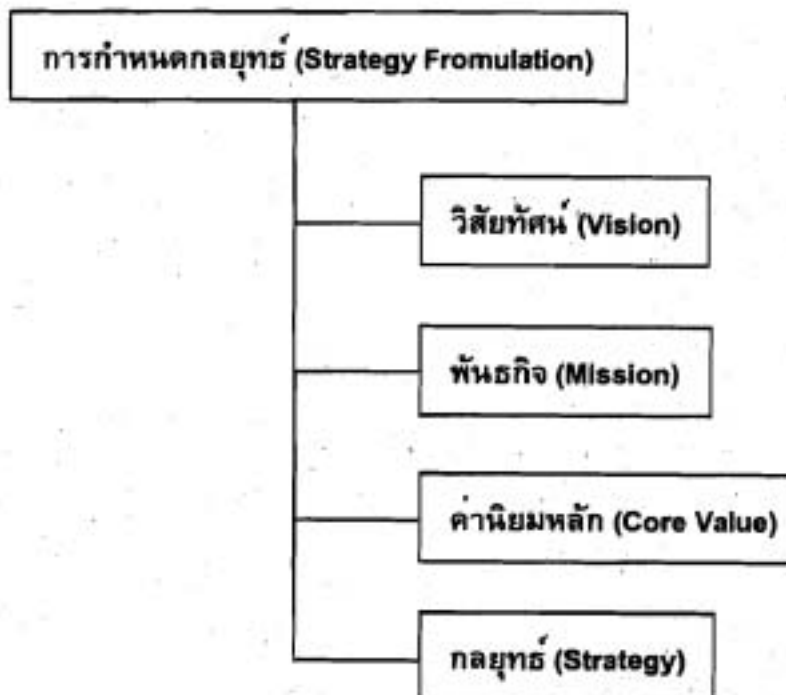 การกำหนดกลยุทธ์ (Strategy Fromulation)
วิสัยทัศน์ (Vision)
พันธกิจ (Mission)
ค่านิยมหลัก (Core Value)
กลยุทธ์ (Strategy)